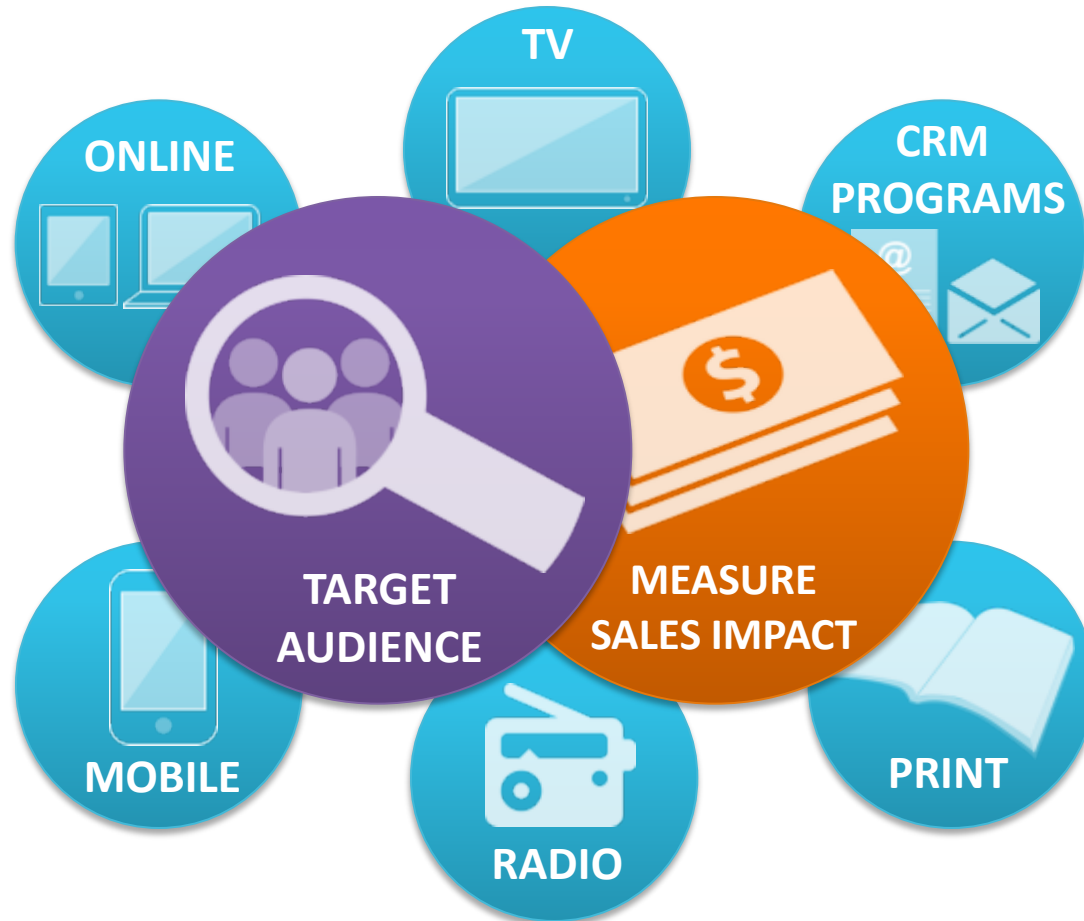 TV
ONLINE
CRM
PROGRAMS
@
$
TARGET
AUDIENCE
MEASURE
SALES IMPACT
MOBILE
RADIO
PRINT